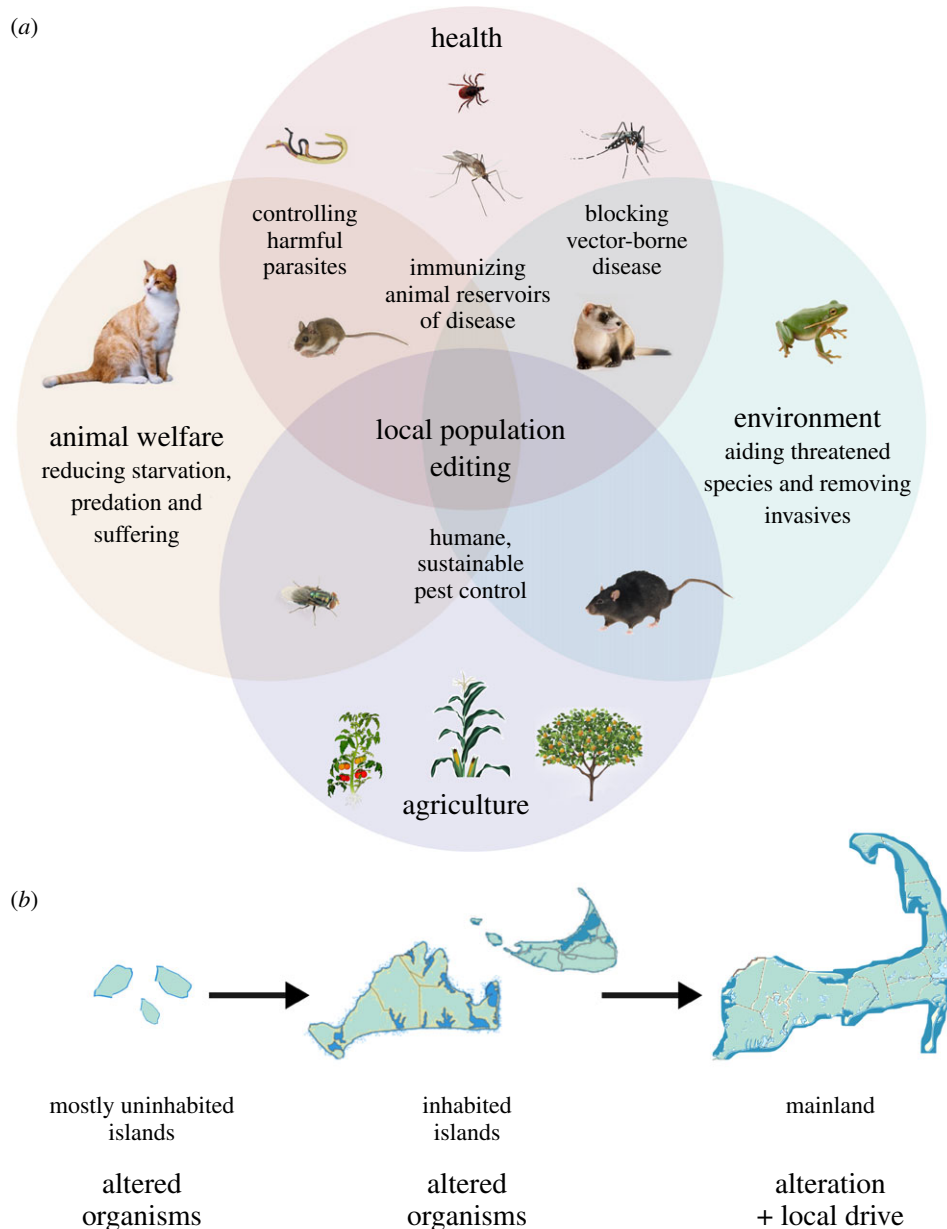 (a)
health
controlling
harmful
parasites
blocking
vector-borne
disease
immunizing
animal reservoirs
of disease
animal welfare
reducing starvation,
predation and
suffering
local population
editing
environment
aiding threatened
species and removing
invasives
humane,
sustainable
pest control
agriculture
(b)
mostly uninhabited
islands
inhabited
islands
mainland
altered
organisms
altered
organisms
alteration
+ local drive